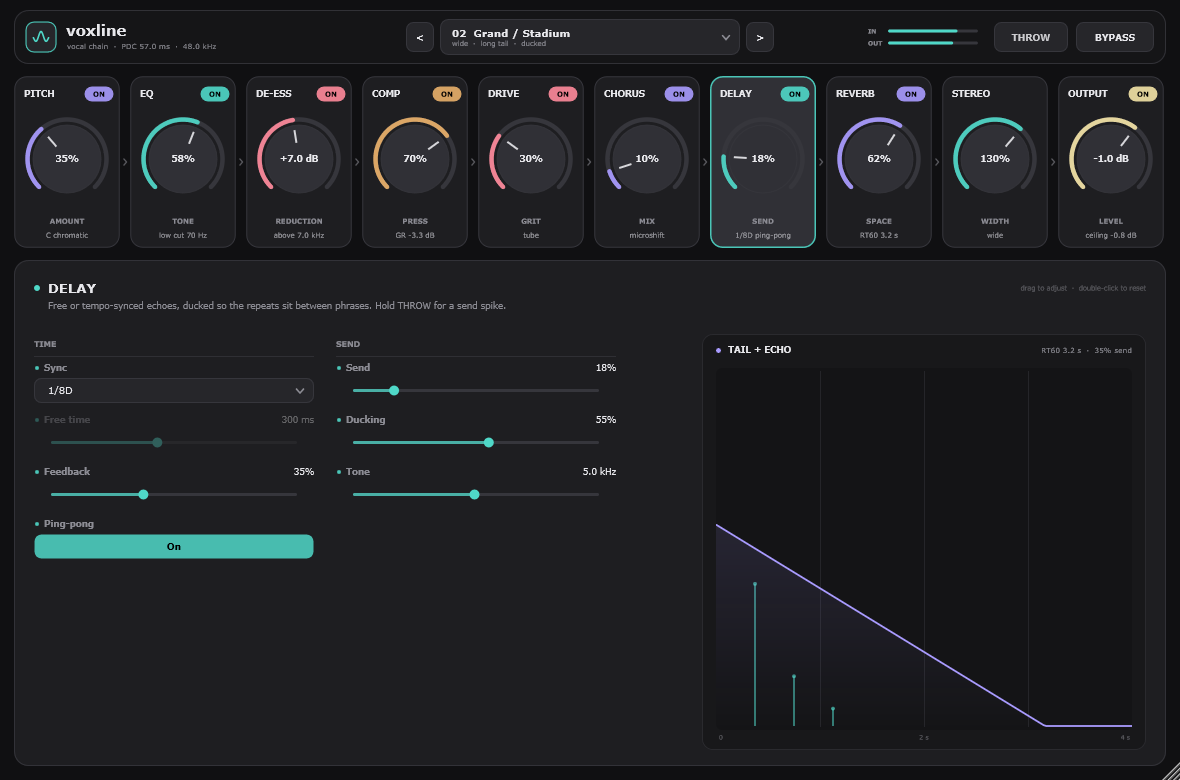 voxline
vocal chain · PDC 57.0 ms · 48.0 kHz
<
02 Grand / Stadium
wide · long tail · ducked
>
IN
OUT
THROW
BYPASS
PITCH ON
35%
AMOUNT
C chromatic
EQ ON
58%
TONE
low cut 70 Hz
DE-ESS ON
+7.0 dB
REDUCTION
above 7.0 kHz
COMP ON
70%
PRESS
GR -3.3 dB
DRIVE ON
30%
GRIT
tube
CHORUS ON
10%
MIX
microshift
DELAY ON
18%
SEND
1/8D ping-pong
REVERB ON
62%
SPACE
RT60 3.2 s
STEREO
130%
WIDTH
wide
OUTPUT ON
-1.0 dB
LEVEL
ceiling -0.8 dB
DELAY
Free or tempo-synced echoes, ducked so the repeats sit between phrases. Hold THROW for a send spike.
drag to adjust · double-click to reset
TIME
Sync
1/8D
Free time 300 ms
Feedback 35%
Ping-pong
On
SEND
Send 18%
Ducking 55%
Tone 5.0 kHz
TAIL + ECHO
RT60 3.2 s · 35% send
0 2 s 4 s